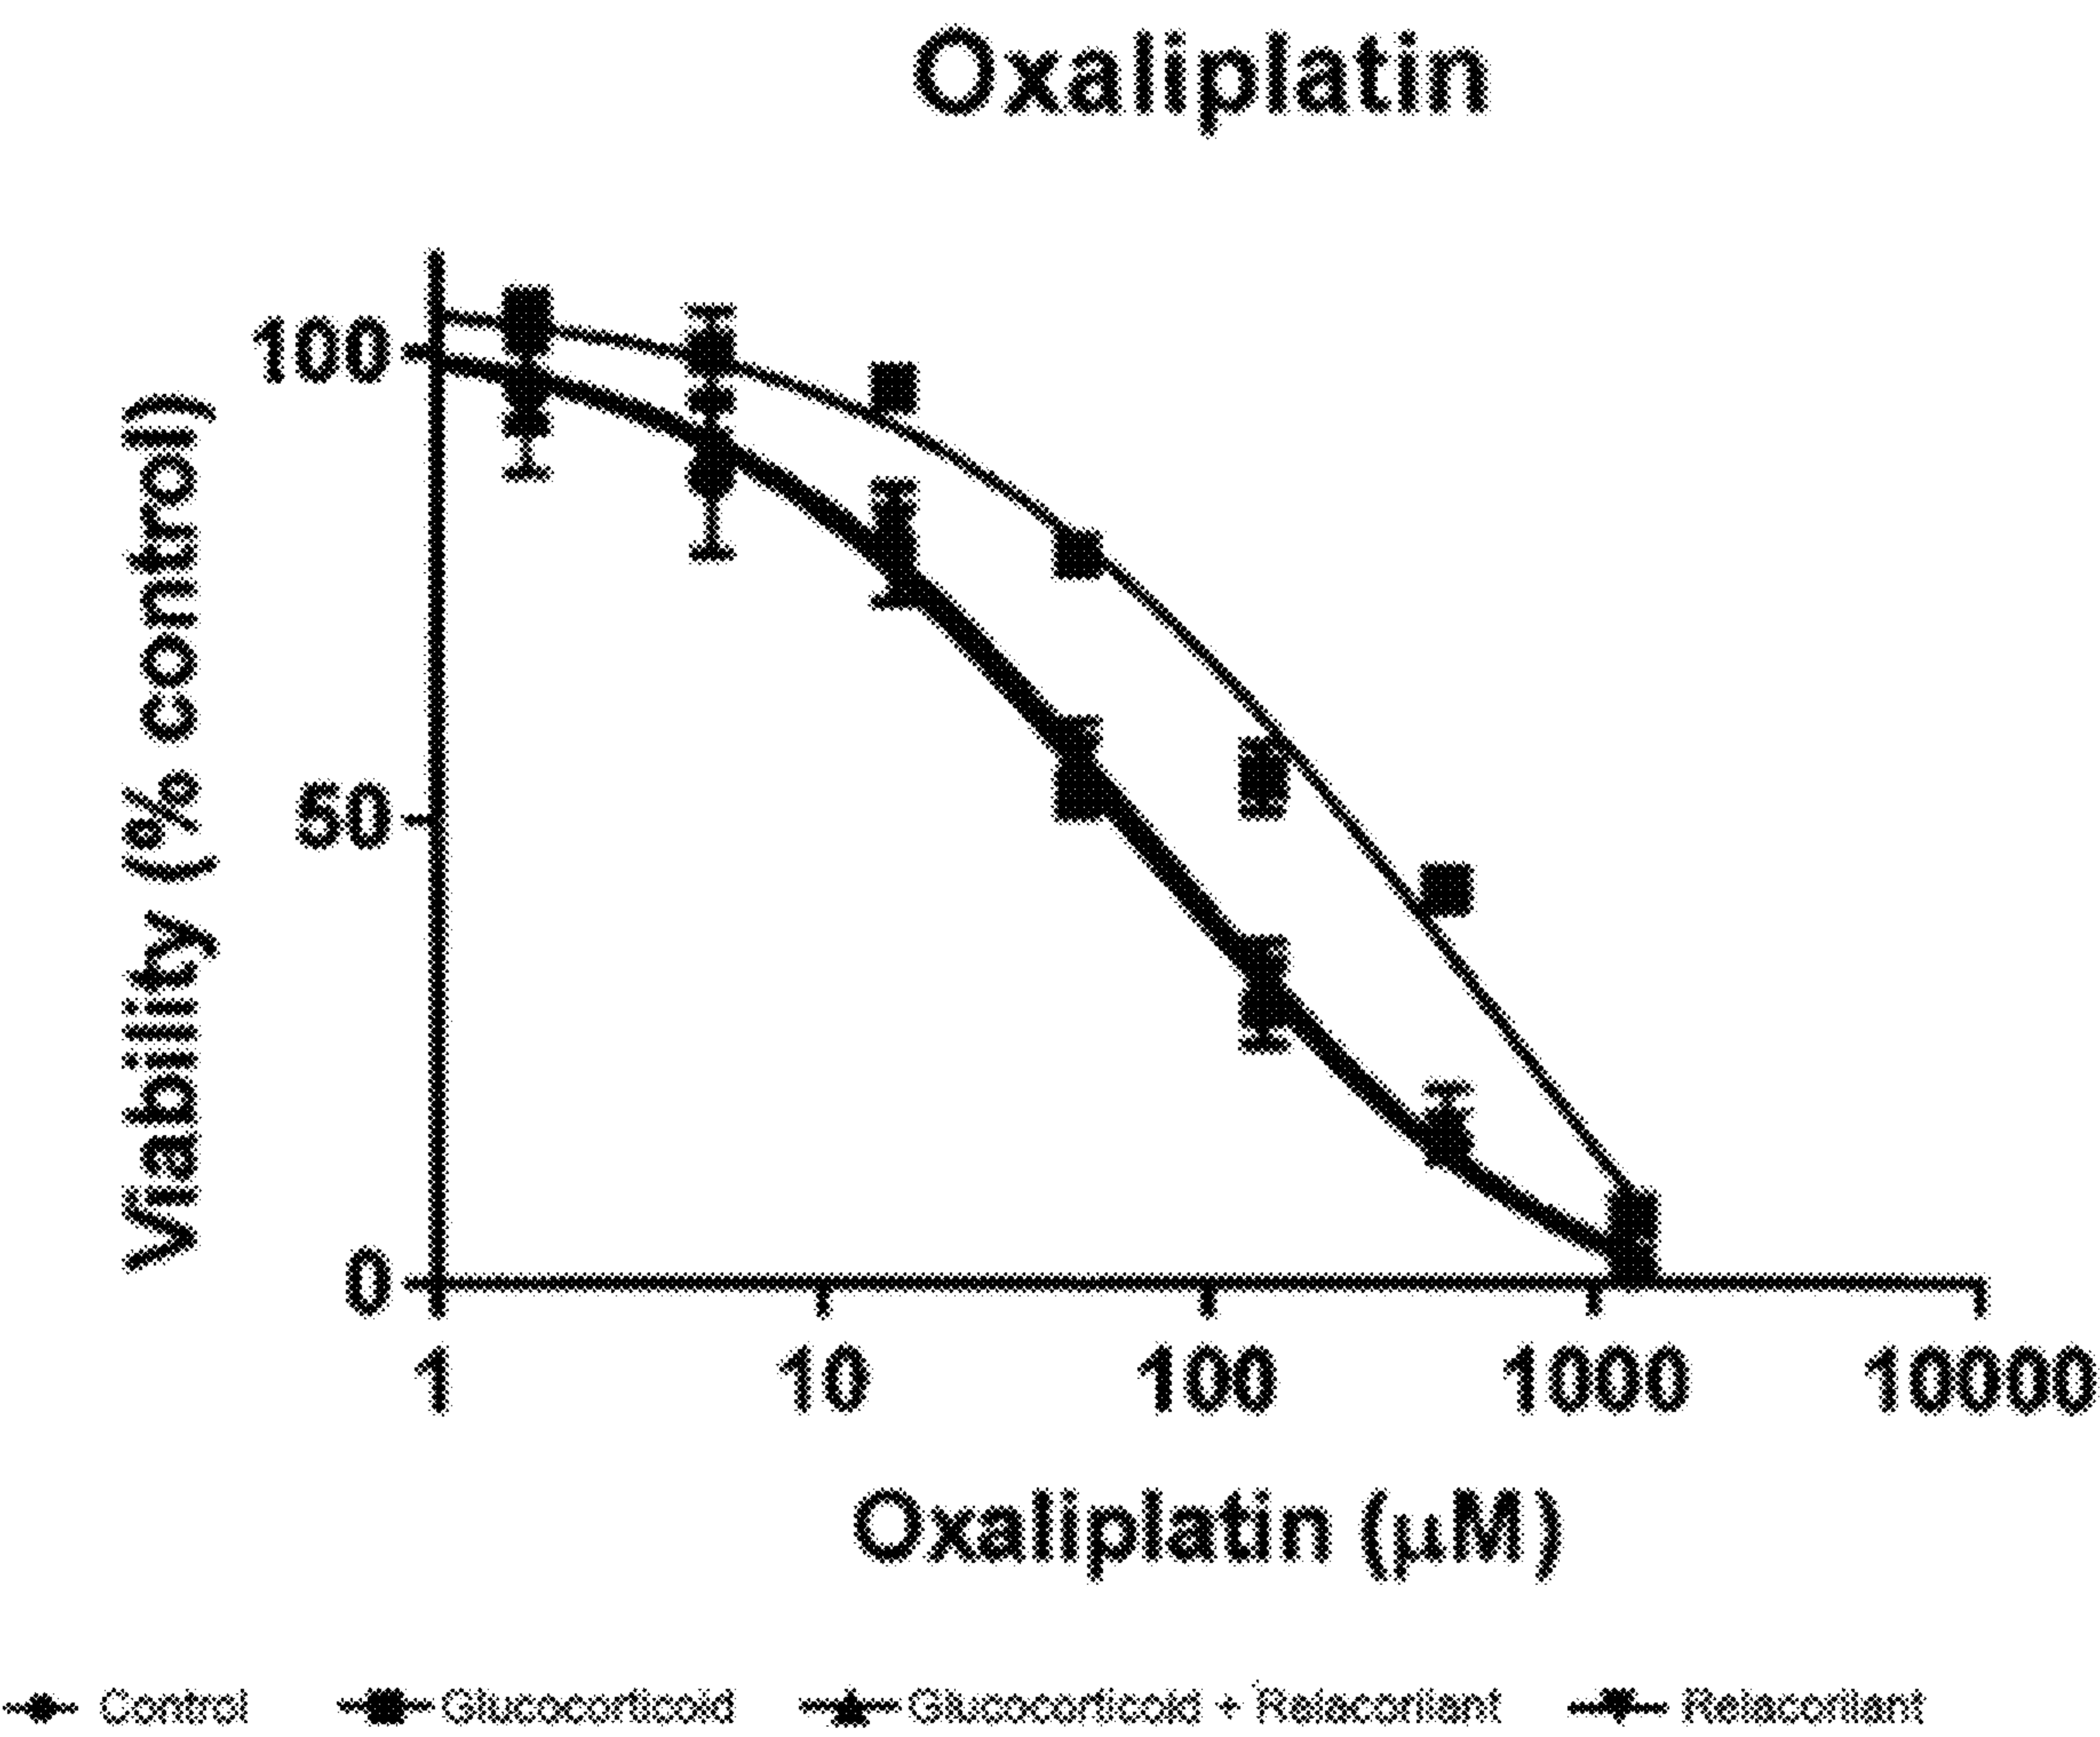 Oxaliplatin
Viability (% control)
100
50
0
1 10 100 1000 10000
Oxaliplatin (μM)
Control Glucocorticoid Glucocorticoid + Relacorilant Relacorilant